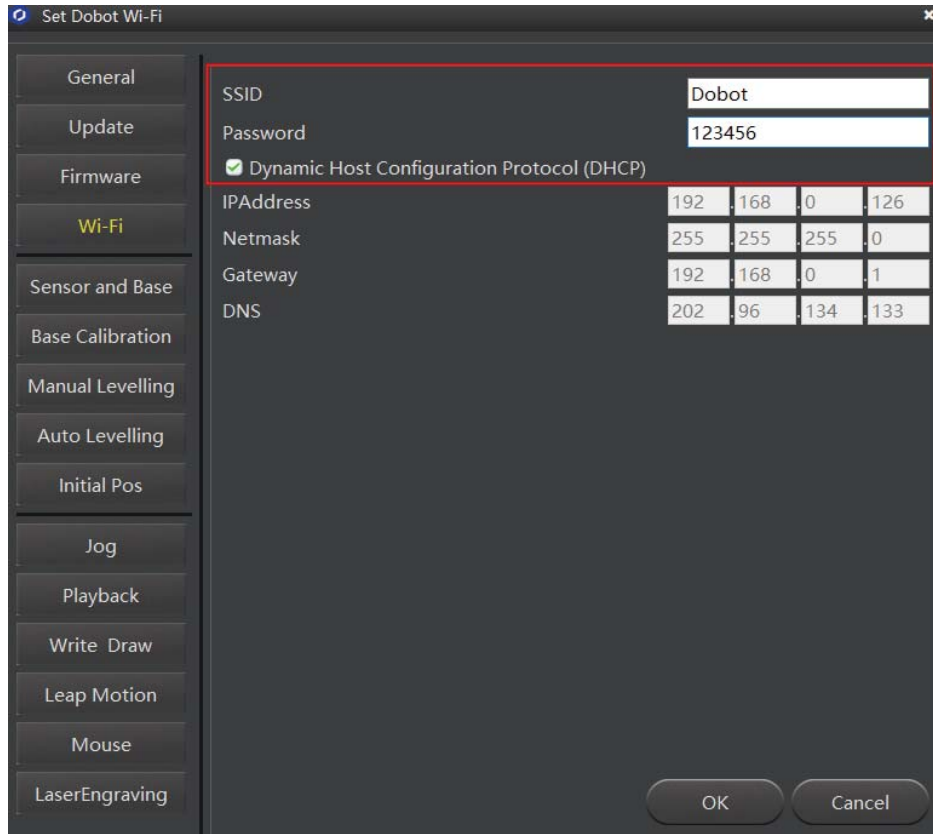 Set Dobot Wi-Fi
General
Update
Firmware
Wi-Fi
Sensor and Base
Base Calibration
Manual Levelling
Auto Levelling
Initial Pos
Jog
Playback
Write Draw
Leap Motion
Mouse
LaserEngraving
SSID Dobot
Password 123456
Dynamic Host Configuration Protocol (DHCP)
IPAddress 192 .168 .0 .126
Netmask 255 .255 .255 .0
Gateway 192 .168 .0 .1
DNS 202 .96 .134 .133
OK Cancel